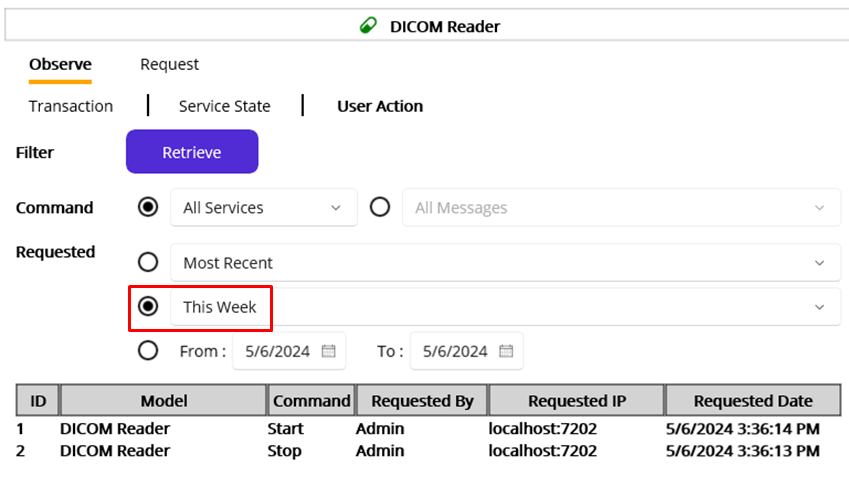 DICOM Reader
Observe Request
Transaction | Service State | User Action
Filter Retrieve
Command All Services All Messages
Requested Most Recent
This Week
From : 5/6/2024 To : 5/6/2024
ID Model Command Requested By Requested IP Requested Date
1 DICOM Reader Start Admin localhost:7202 5/6/2024 3:36:14 PM
2 DICOM Reader Stop Admin localhost:7202 5/6/2024 3:36:13 PM